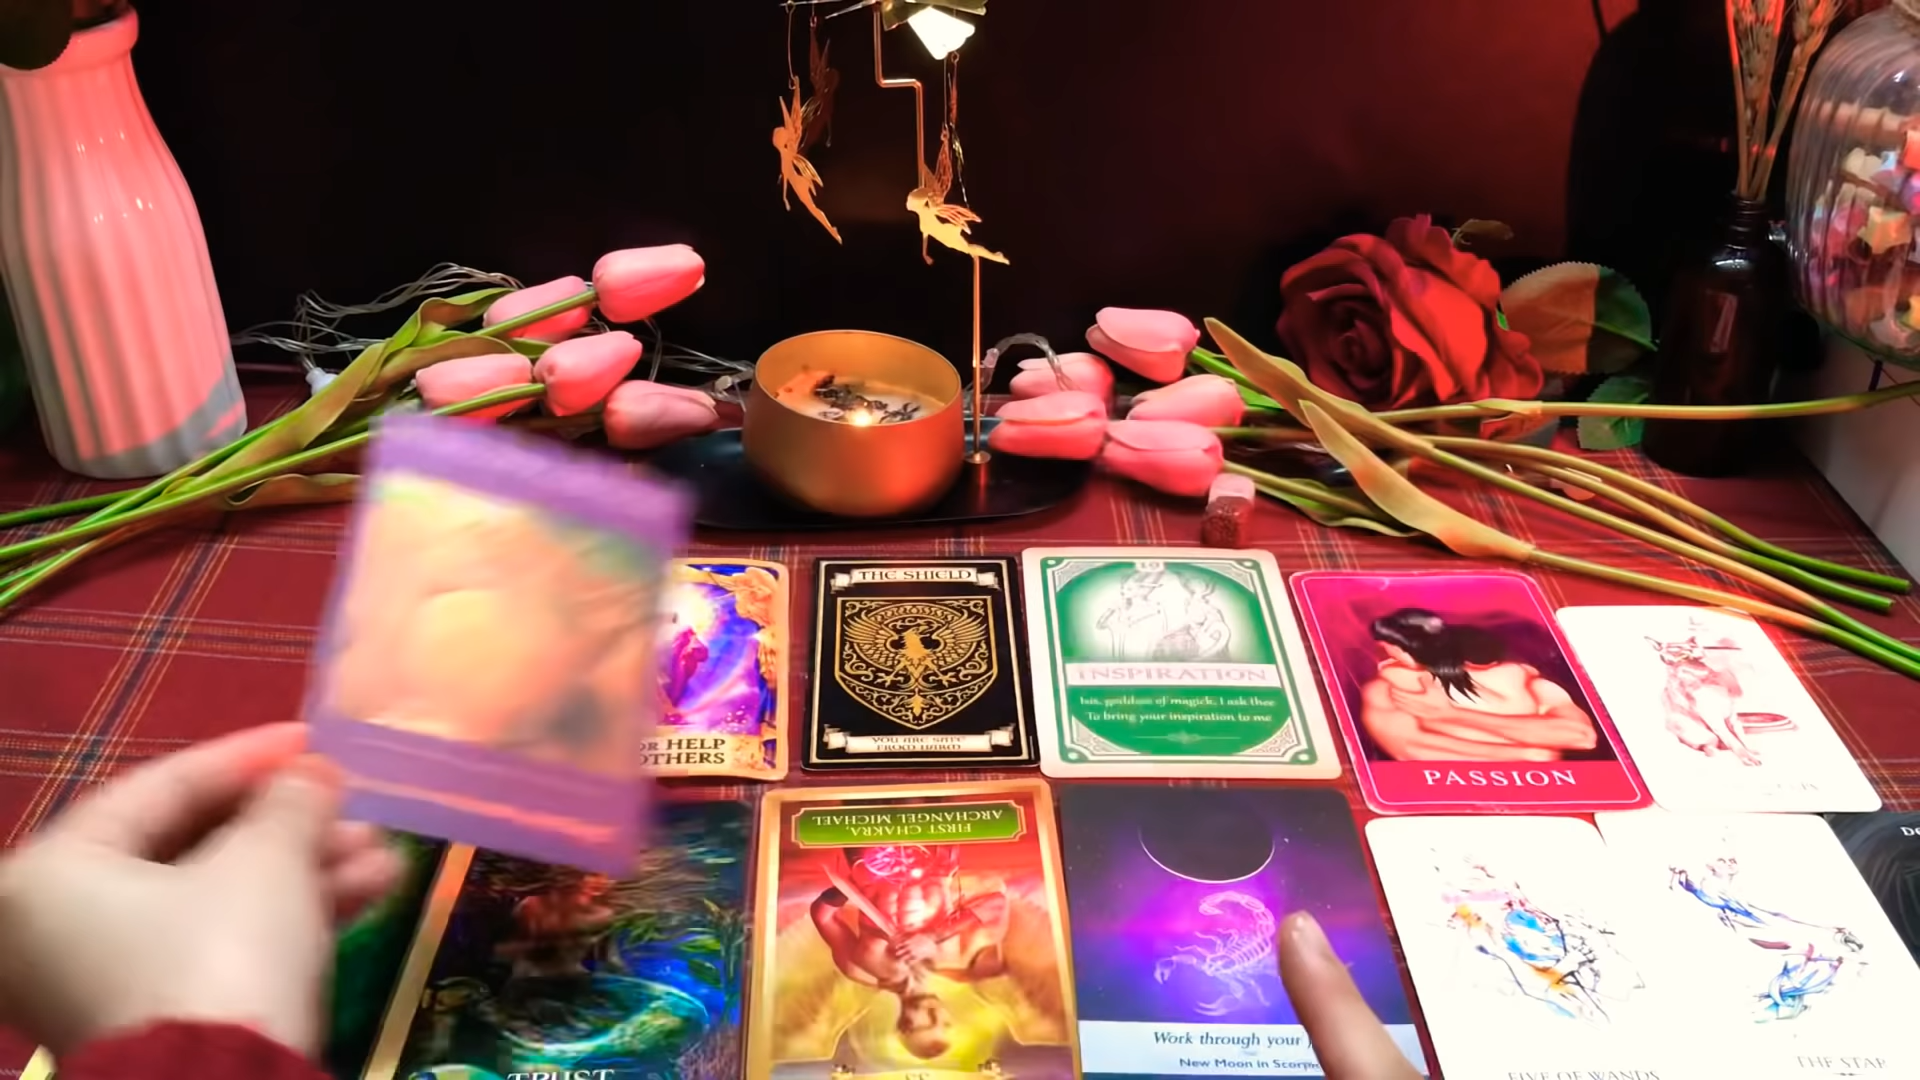 THE SHIELD
YOU ARE SAFE
FROM HARM
10
INSPIRATION
Isis, goddess of magick, I ask thee
To bring your inspiration to me
PASSION
OR HELP
OTHERS
FIRST CHAKRA,
ARCHANGEL MICHAEL
33
Work through your
New Moon in Scorpio
TRUST
FIVE OF WANDS
THE STAR